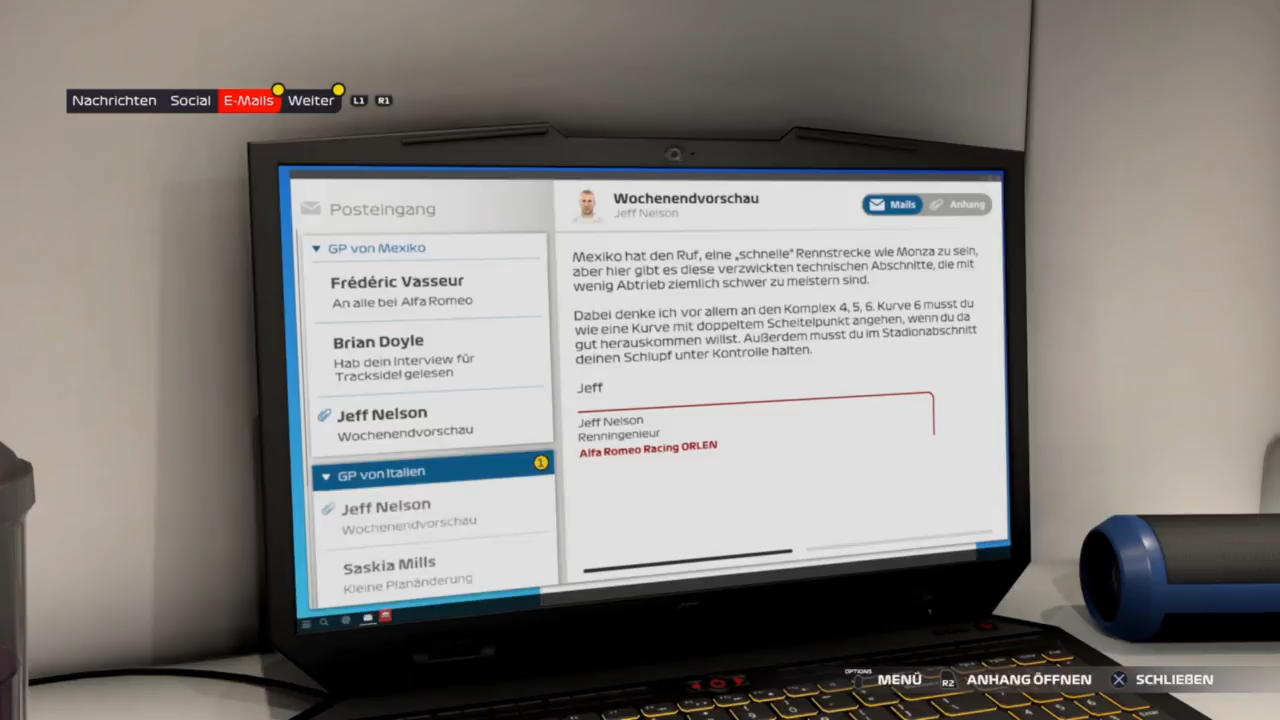 Nachrichten Social E-Mails Weiter L1 R1
Posteingang
GP von Mexiko
Frédéric Vasseur
An alle bei Alfa Romeo
Brian Doyle
Hab dein Interview für
Trackside! gelesen
Jeff Nelson
Wochenendvorschau
GP von Italien 1
Jeff Nelson
Wochenendvorschau
Saskia Mills
Kleine Planänderung
Wochenendvorschau
Jeff Nelson
Mails Anhang
Mexiko hat den Ruf, eine „schnelle“ Rennstrecke wie Monza zu sein,
aber hier gibt es diese verzwickten technischen Abschnitte, die mit
wenig Abtrieb ziemlich schwer zu meistern sind.
Dabei denke ich vor allem an den Komplex 4, 5, 6. Kurve 6 musst du
wie eine Kurve mit doppeltem Scheitelpunkt angehen, wenn du da
gut herauskommen willst. Außerdem musst du im Stadionabschnitt
deinen Schlupf unter Kontrolle halten.
Jeff
Jeff Nelson
Renningenieur
Alfa Romeo Racing ORLEN
OPTIONS MENÜ R2 ANHANG ÖFFNEN SCHLIEẞEN